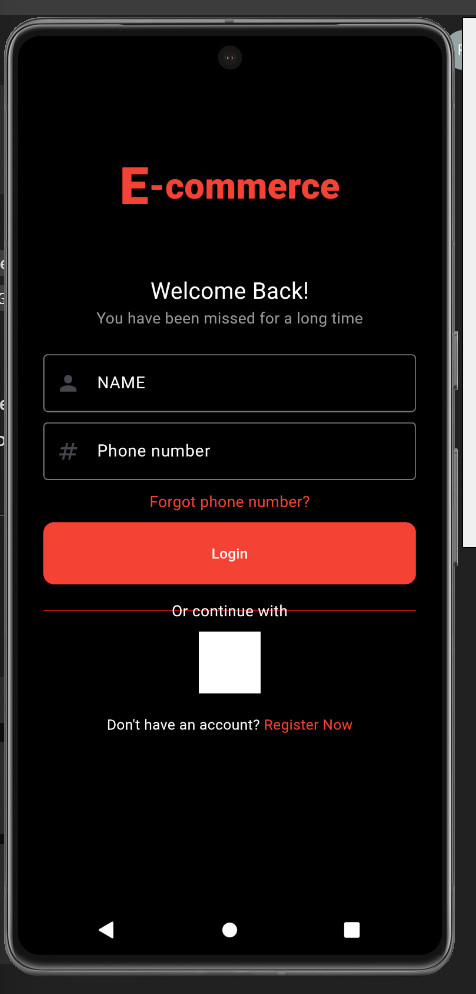 E-commerce
Welcome Back!
You have been missed for a long time
NAME
# Phone number
Forgot phone number?
Login
Or continue with
Don't have an account? Register Now